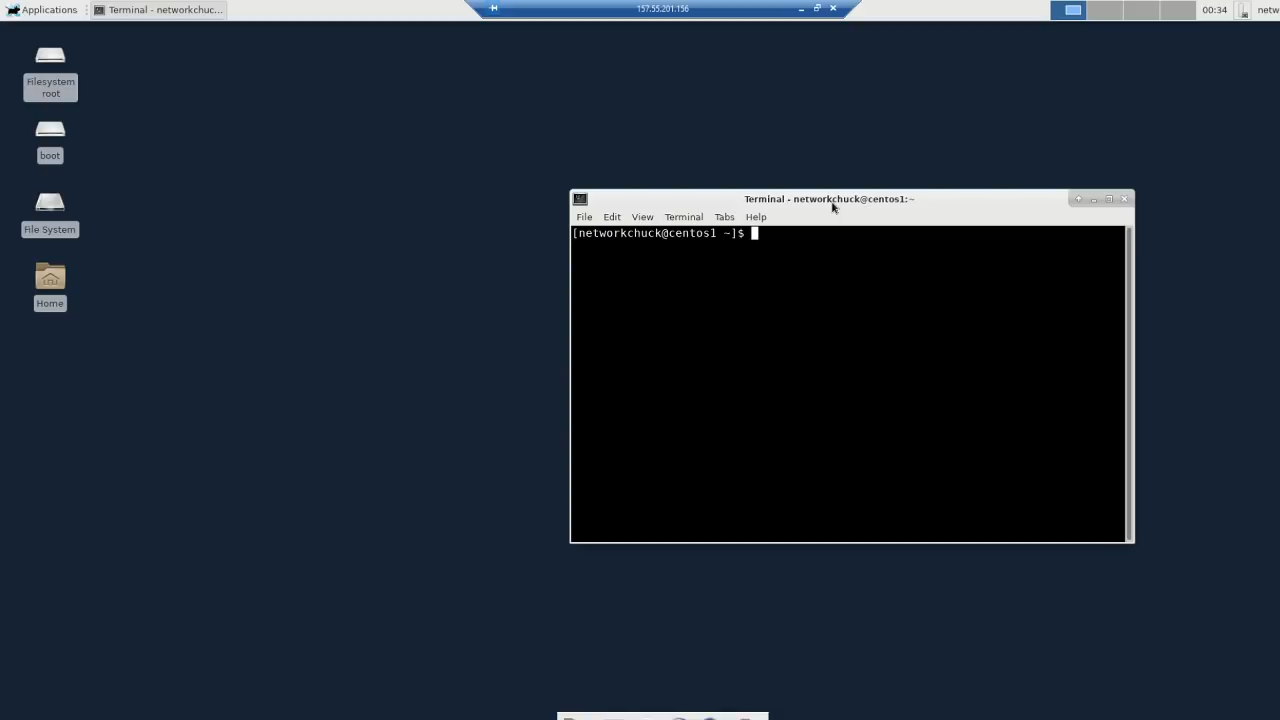 Applications
Terminal - networkchuc...
157.55.201.156
00:34
netw
Filesystem
root
boot
File System
Home
Terminal - networkchuck@centos1:~
File Edit View Terminal Tabs Help
[networkchuck@centos1 ~]$